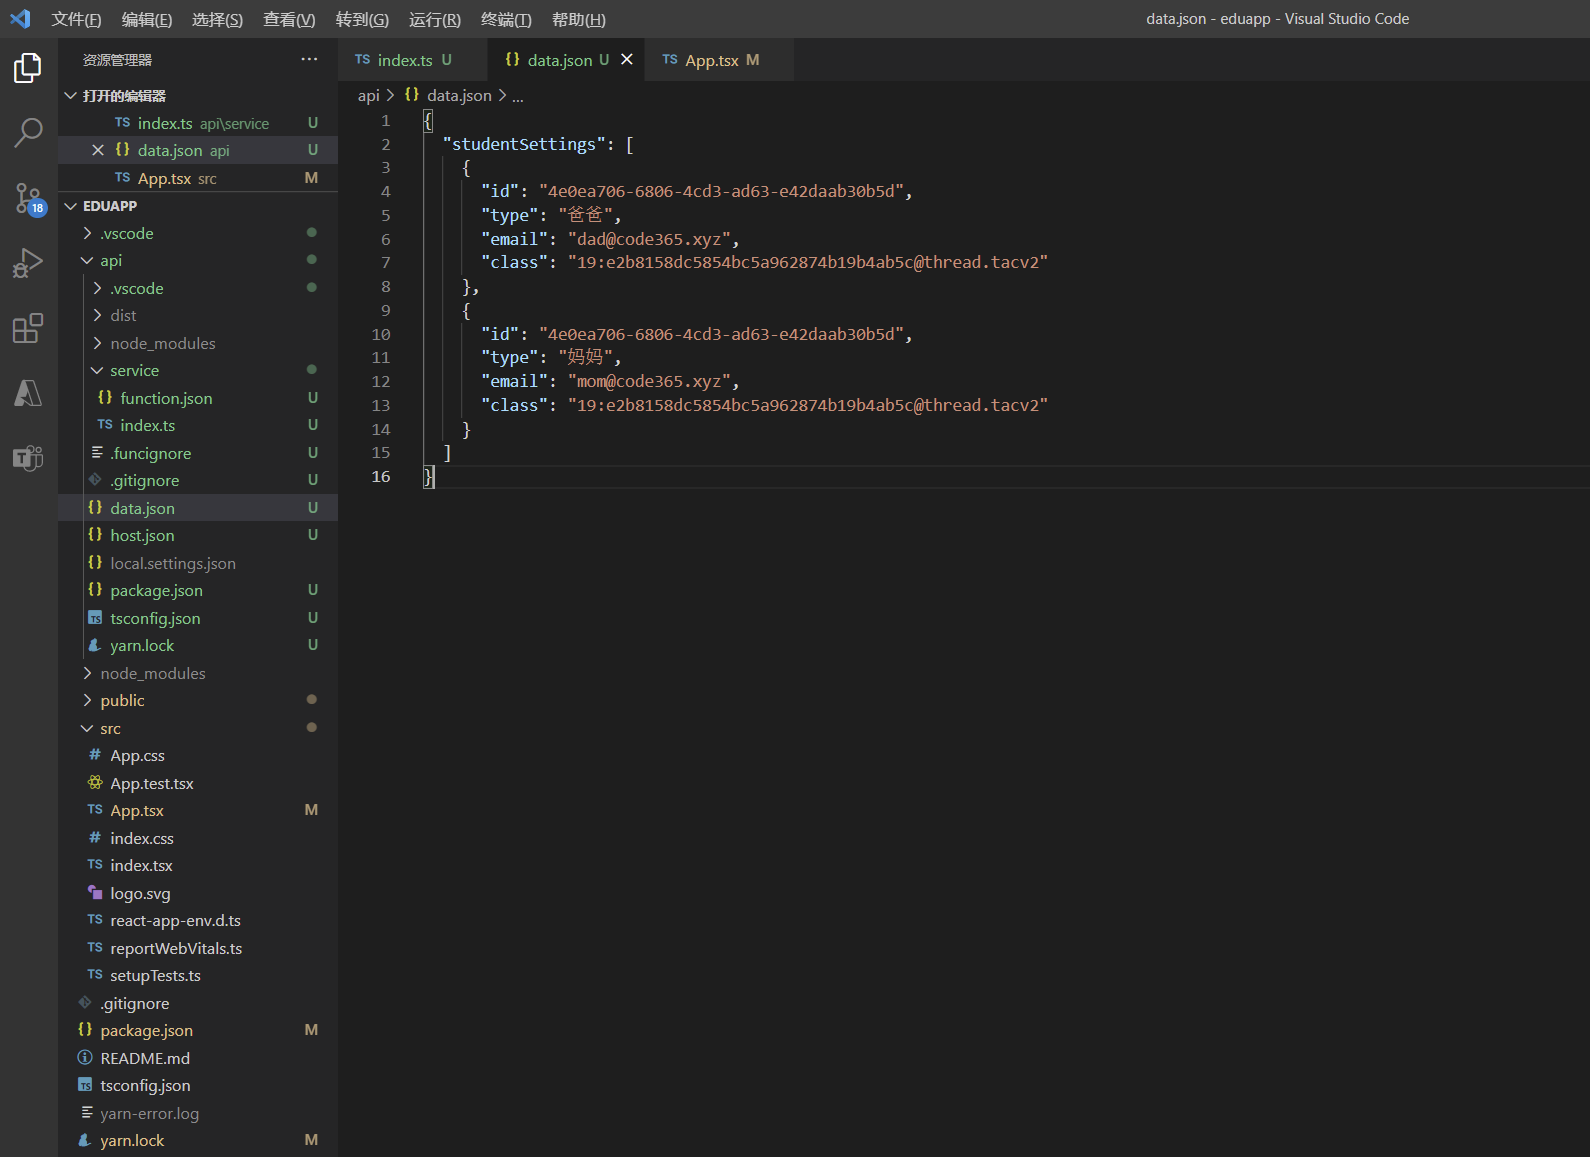 文件(F) 编辑(E) 选择(S) 查看(V) 转到(G) 运行(R) 终端(T) 帮助(H) data.json - eduapp - Visual Studio Code
资源管理器 ···
打开的编辑器
TS index.ts api\service U
{} data.json api U
TS App.tsx src M
EDUAPP
.vscode
api
.vscode
dist
node_modules
service
{} function.json U
TS index.ts U
.funcignore U
.gitignore U
{} data.json U
{} host.json U
{} local.settings.json
{} package.json U
TS tsconfig.json U
yarn.lock U
node_modules
public
src
# App.css
App.test.tsx
TS App.tsx M
# index.css
TS index.tsx
logo.svg
TS react-app-env.d.ts
TS reportWebVitals.ts
TS setupTests.ts
.gitignore
{} package.json M
README.md
TS tsconfig.json
yarn-error.log
yarn.lock M
18
TS index.ts U {} data.json U TS App.tsx M
api > {} data.json > ...
1 {
2 "studentSettings": [
3 {
4 "id": "4e0ea706-6806-4cd3-ad63-e42daab30b5d",
5 "type": "爸爸",
6 "email": "dad@code365.xyz",
7 "class": "19:e2b8158dc5854bc5a962874b19b4ab5c@thread.tacv2"
8 },
9 {
10 "id": "4e0ea706-6806-4cd3-ad63-e42daab30b5d",
11 "type": "妈妈",
12 "email": "mom@code365.xyz",
13 "class": "19:e2b8158dc5854bc5a962874b19b4ab5c@thread.tacv2"
14 }
15 ]
16 }